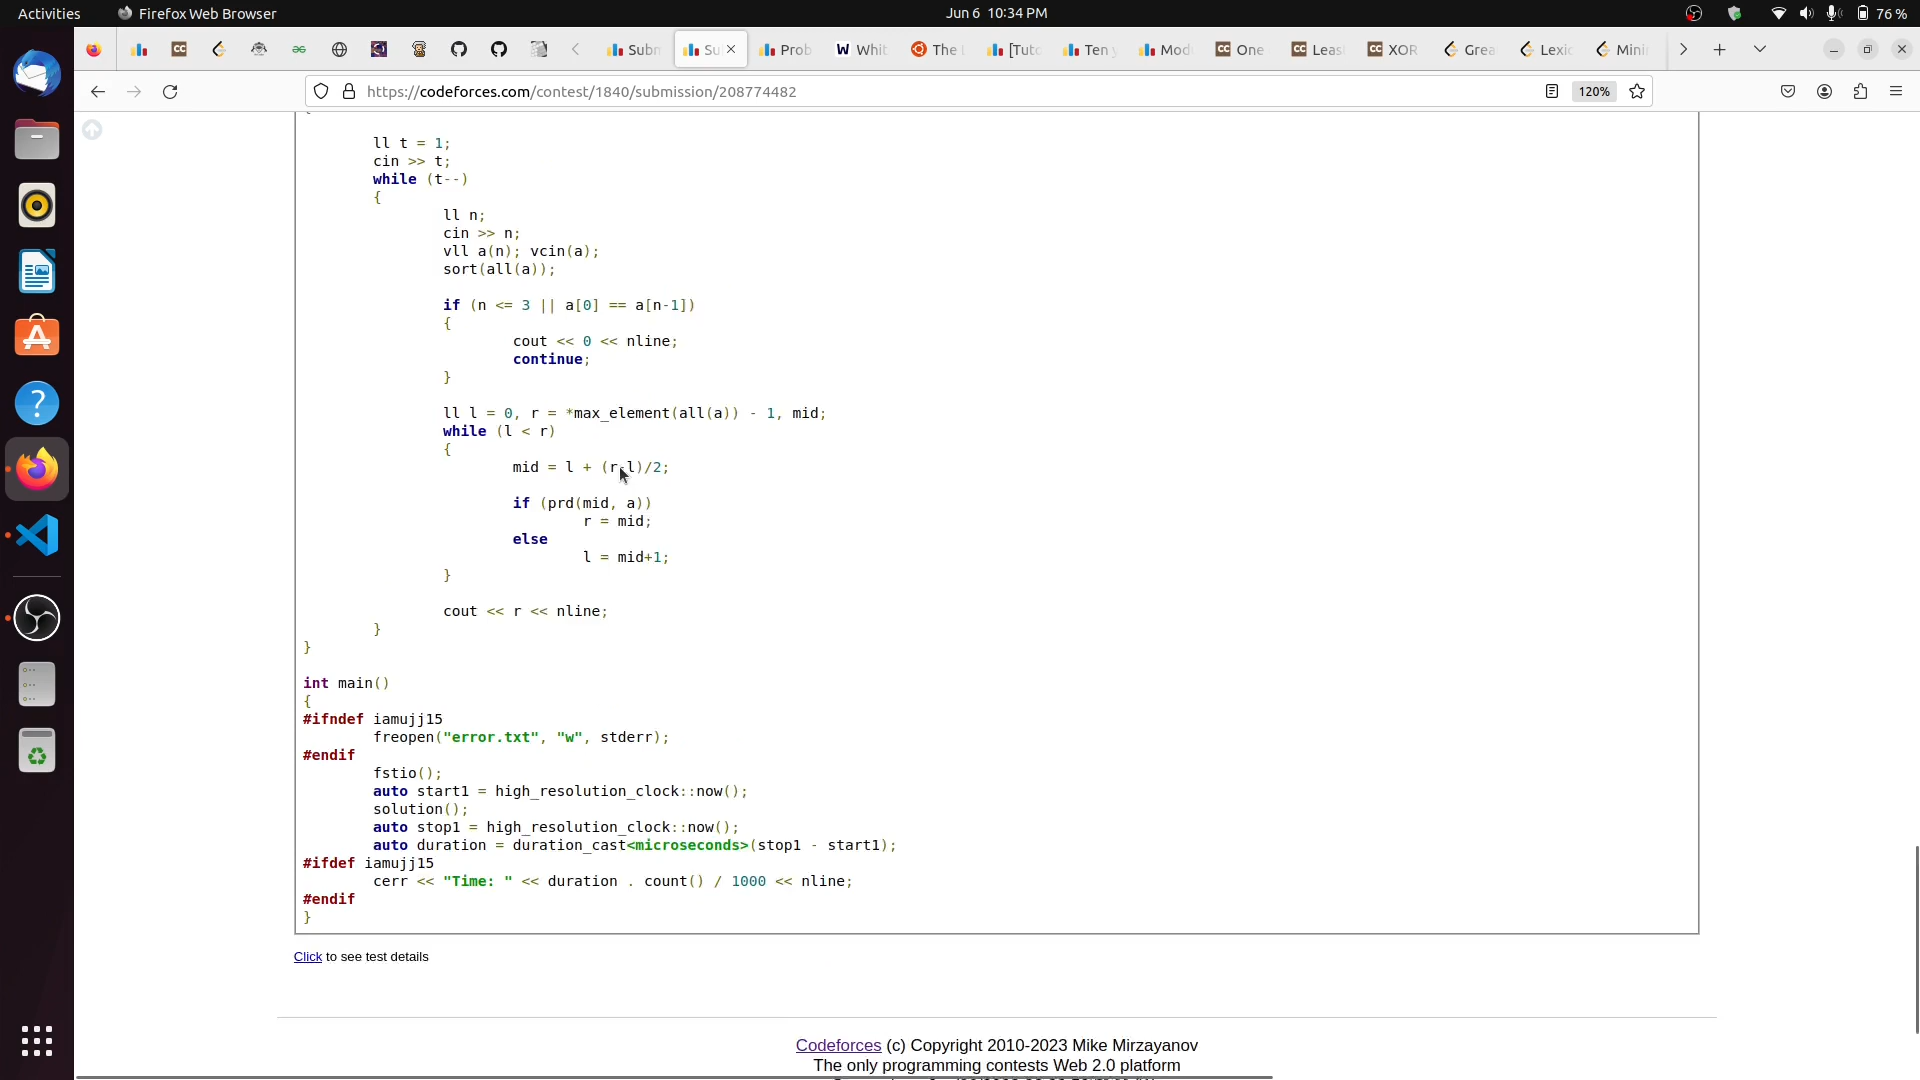 Activities Firefox Web Browser Jun 6 10:34 PM 76 %
Subm Su Prob W Whit The [Tuto Ten y Mod CC One CC Leas CC XOR Grea Lexic Mini
https://codeforces.com/contest/1840/submission/208774482 120%
ll t = 1;
cin >> t;
while (t--)
{
ll n;
cin >> n;
vll a(n); vcin(a);
sort(all(a));
if (n <= 3 || a[0] == a[n-1])
{
cout << 0 << nline;
continue;
}
ll l = 0, r = *max_element(all(a)) - 1, mid;
while (l < r)
{
mid = l + (r-l)/2;
if (prd(mid, a))
r = mid;
else
l = mid+1;
}
cout << r << nline;
}
}
int main()
{
#ifndef iamujj15
freopen("error.txt", "w", stderr);
#endif
fstio();
auto start1 = high_resolution_clock::now();
solution();
auto stop1 = high_resolution_clock::now();
auto duration = duration_cast<microseconds>(stop1 - start1);
#ifdef iamujj15
cerr << "Time: " << duration . count() / 1000 << nline;
#endif
}
Click to see test details
Codeforces (c) Copyright 2010-2023 Mike Mirzayanov
The only programming contests Web 2.0 platform